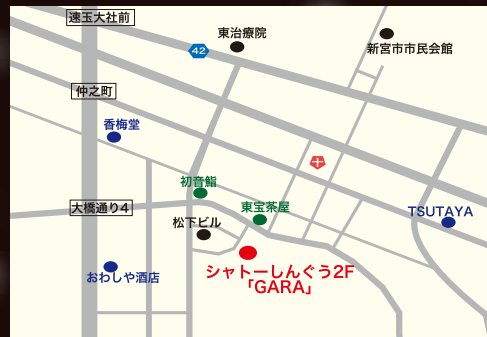 速玉大社前
東治療院
新宮市市民会館
42
仲之町
香梅堂
初音鮨
東宝茶屋
大橋通り4
松下ビル
TSUTAYA
おわしや酒店
シャトーしんぐう2F
「GARA」